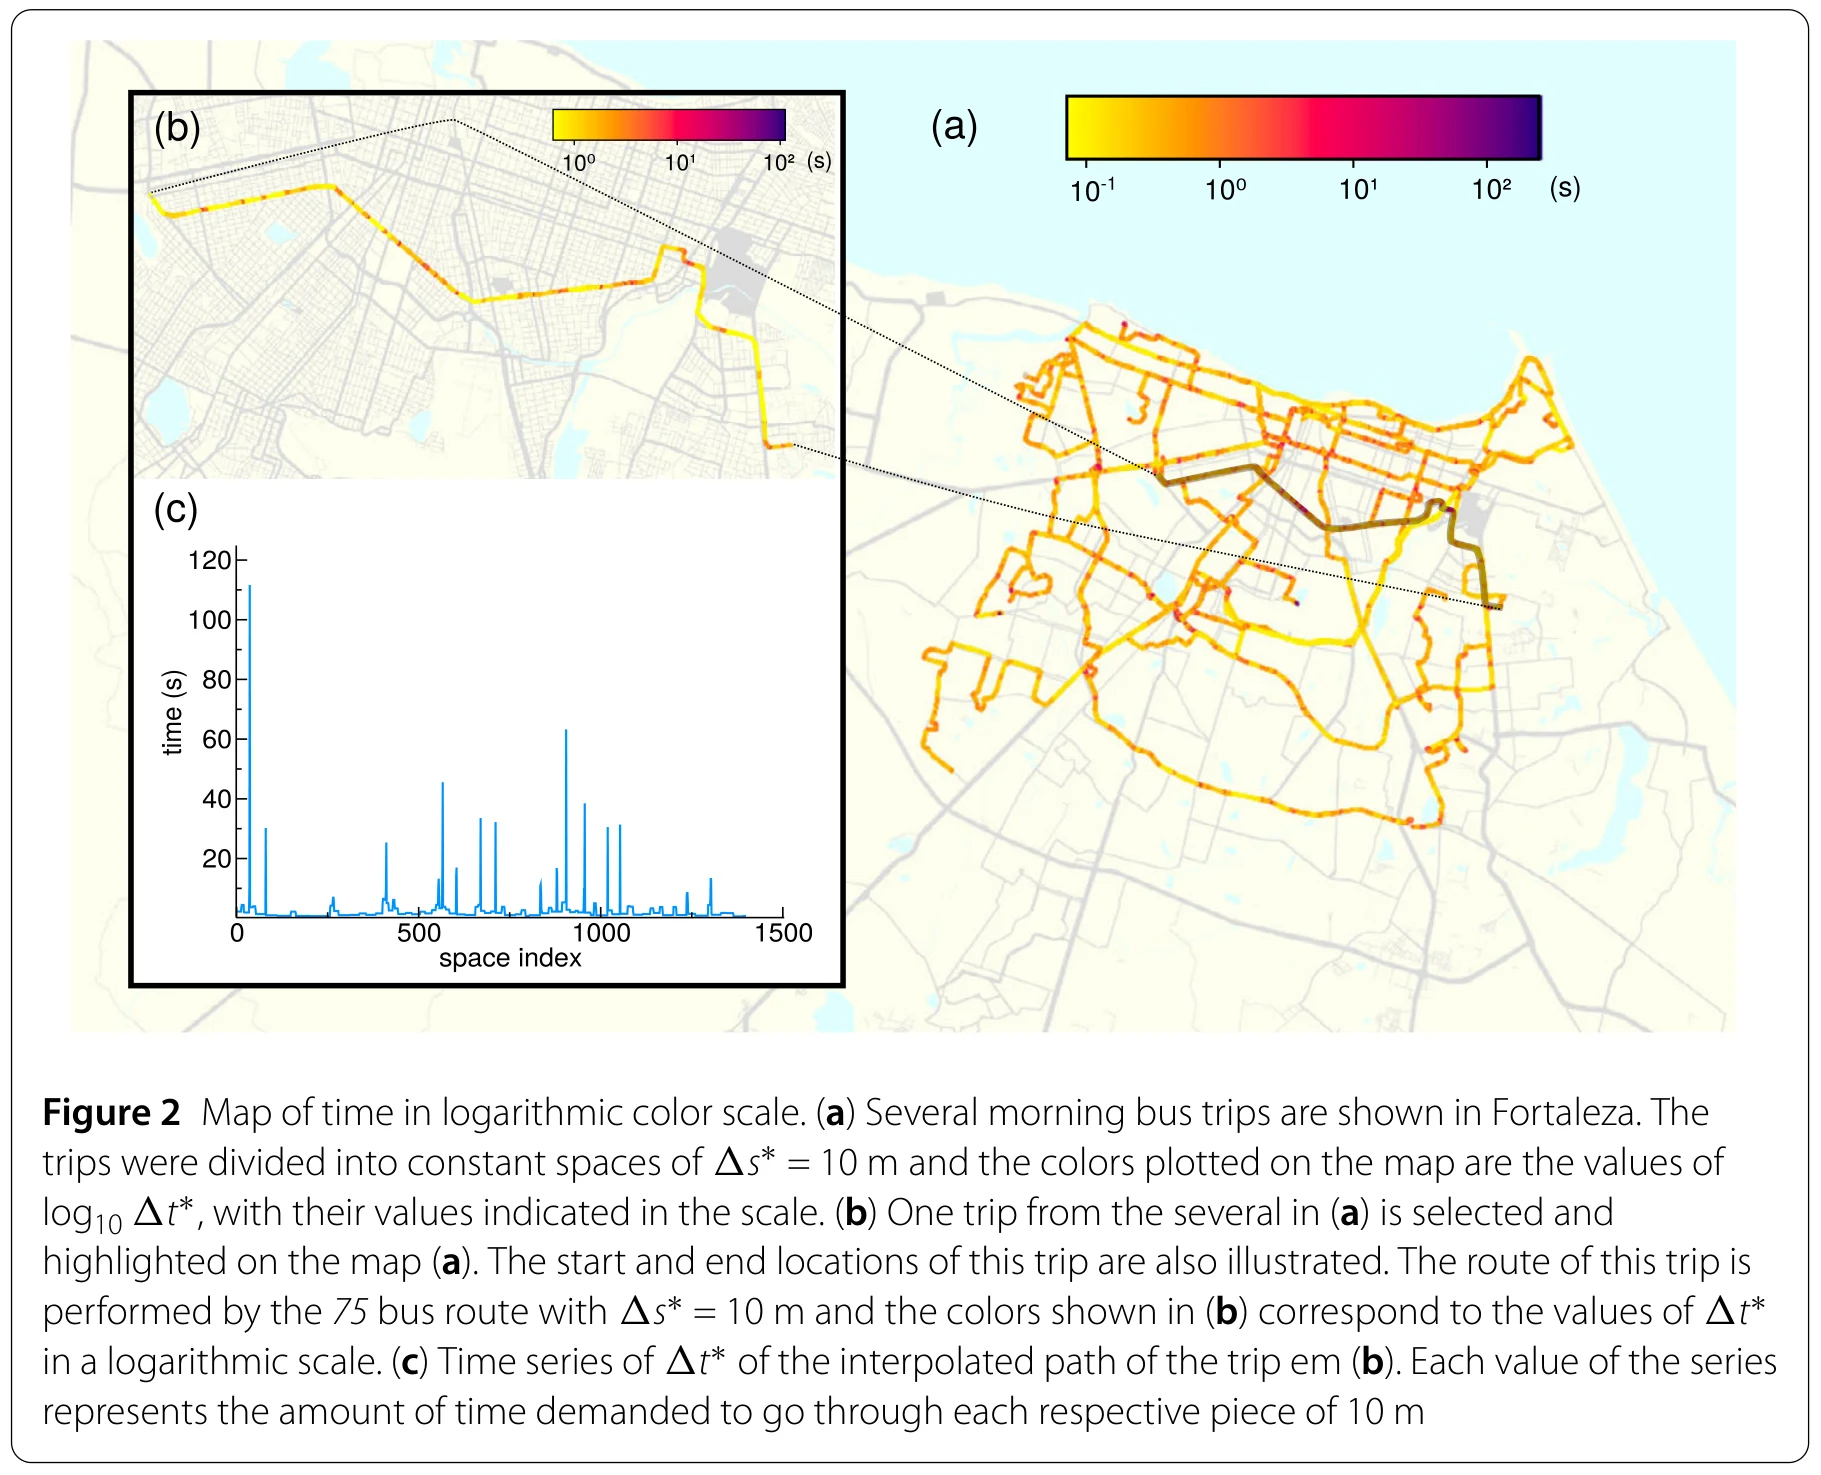 (b)
10⁰ 10¹ 10² (s)
(a)
10⁻¹ 10⁰ 10¹ 10² (s)
(c)
120
100
80
60
40
20
time (s)
0 500 1000 1500
space index
Figure 2 Map of time in logarithmic color scale. (a) Several morning bus trips are shown in Fortaleza. The
trips were divided into constant spaces of Δs* = 10 m and the colors plotted on the map are the values of
log₁₀ Δt*, with their values indicated in the scale. (b) One trip from the several in (a) is selected and
highlighted on the map (a). The start and end locations of this trip are also illustrated. The route of this trip is
performed by the 75 bus route with Δs* = 10 m and the colors shown in (b) correspond to the values of Δt*
in a logarithmic scale. (c) Time series of Δt* of the interpolated path of the trip em (b). Each value of the series
represents the amount of time demanded to go through each respective piece of 10 m